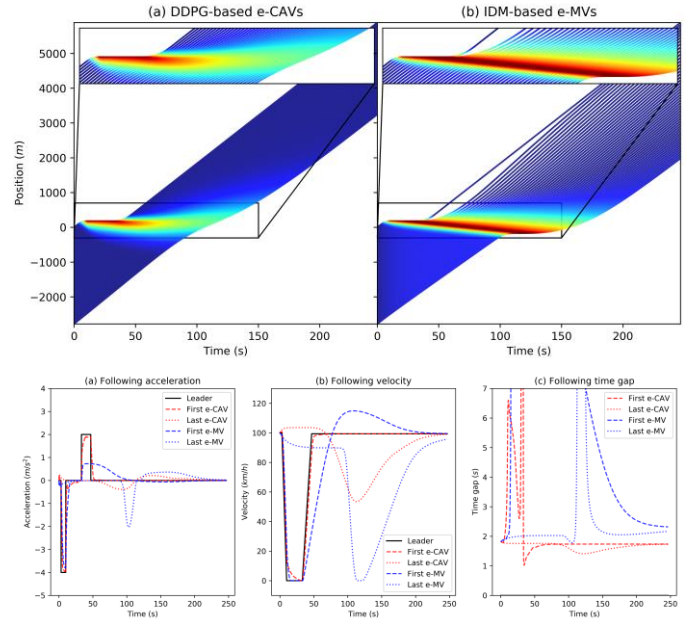 (a) DDPG-based e-CAVs
(b) IDM-based e-MVs
Position (m)
5000
4000
3000
2000
1000
0
−1000
−2000
0 50 100 150 200
0 50 100 150 200
Time (s)
Time (s)
(a) Following acceleration
Acceleration (m/s²)
4
3
2
1
0
−1
−2
−3
−4
−5
Leader
First e-CAV
Last e-CAV
First e-MV
Last e-MV
0 50 100 150 200 250
Time (s)
(b) Following velocity
Velocity (km/h)
120
100
80
60
40
20
0
Leader
First e-CAV
Last e-CAV
First e-MV
Last e-MV
0 50 100 150 200 250
Time (s)
(c) Following time gap
Time gap (s)
7
6
5
4
3
2
1
0
First e-CAV
Last e-CAV
First e-MV
Last e-MV
0 50 100 150 200 250
Time (s)